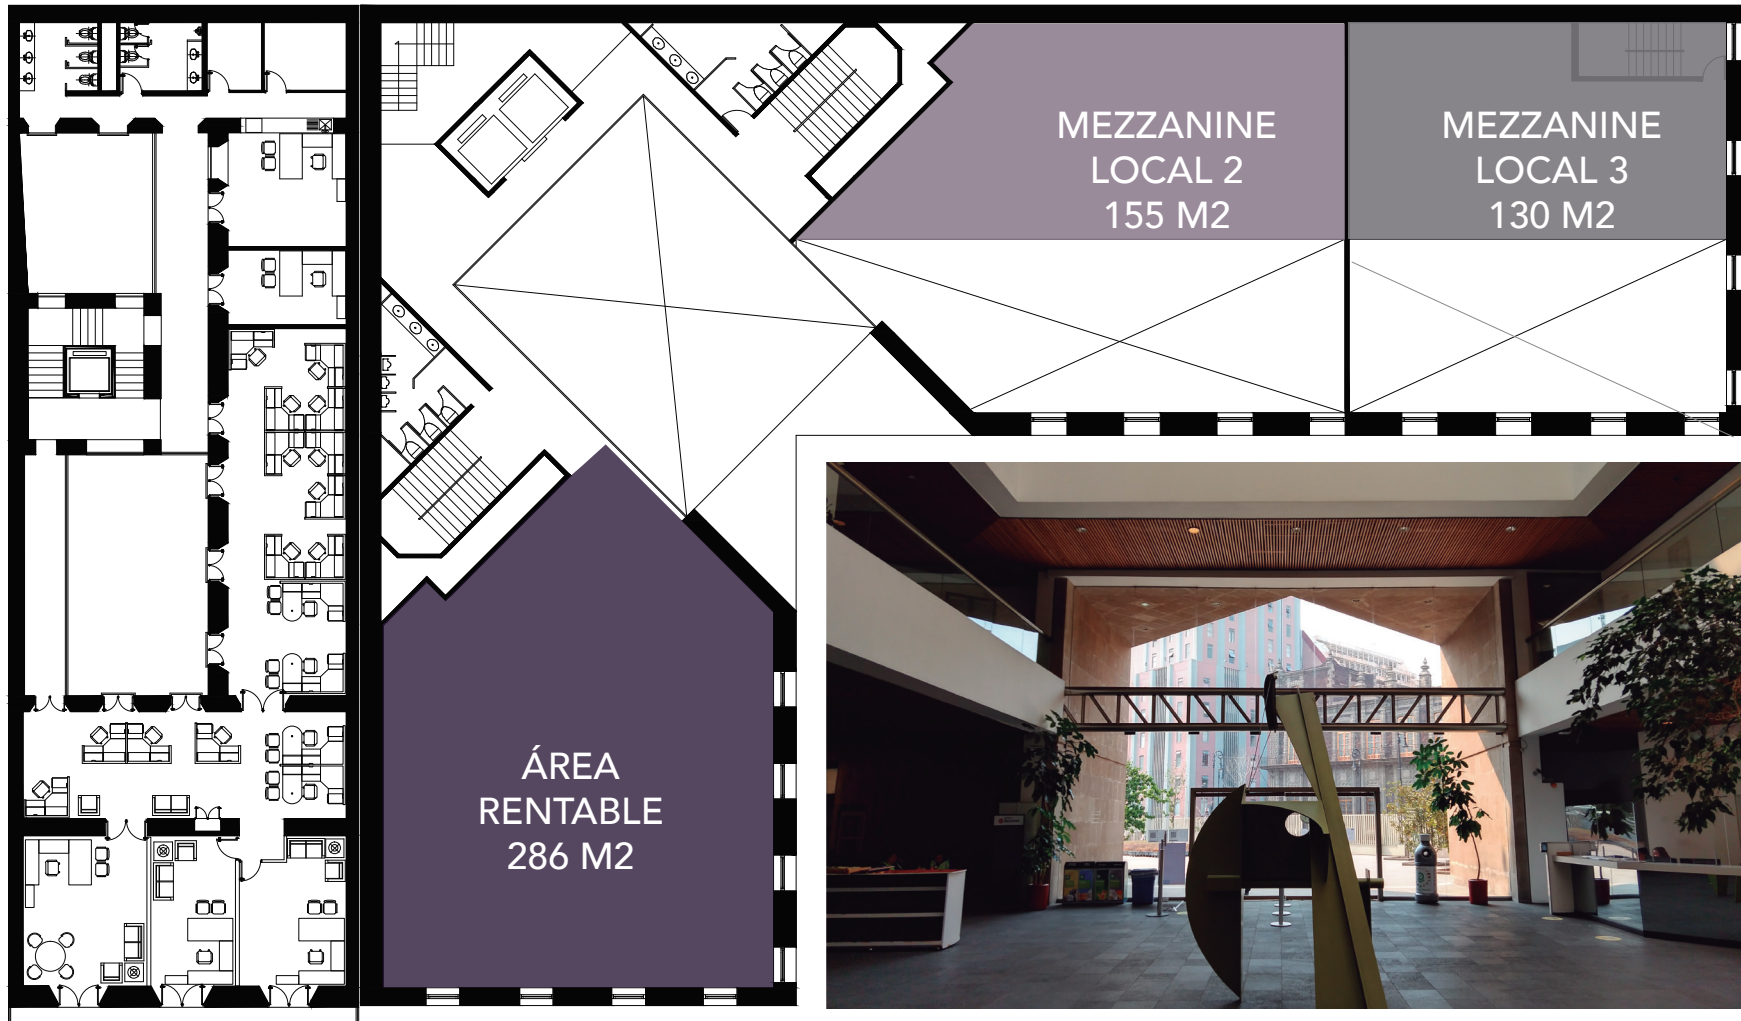 MEZZANINE
LOCAL 2
155 M2
MEZZANINE
LOCAL 3
130 M2
ÁREA
RENTABLE
286 M2